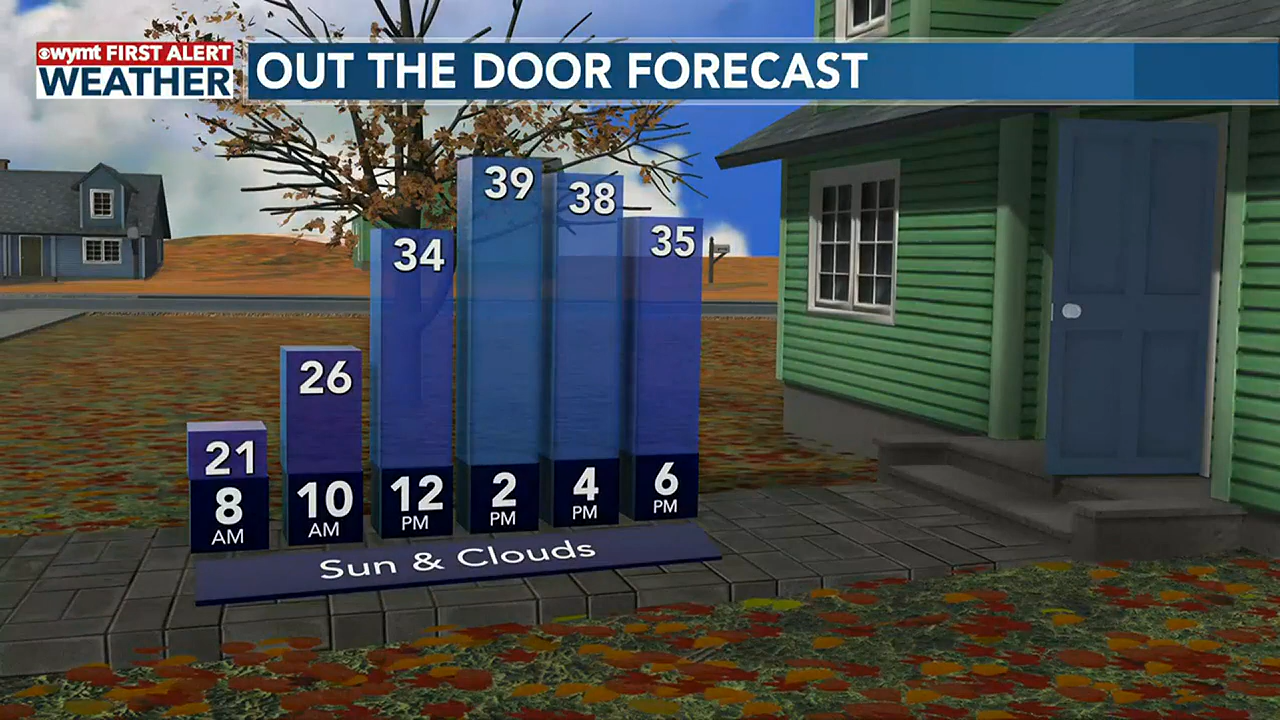 wymt FIRST ALERT
WEATHER
OUT THE DOOR FORECAST
21
26
34
39
38
35
8
AM
10
AM
12
PM
2
PM
4
PM
6
PM
Sun & Clouds